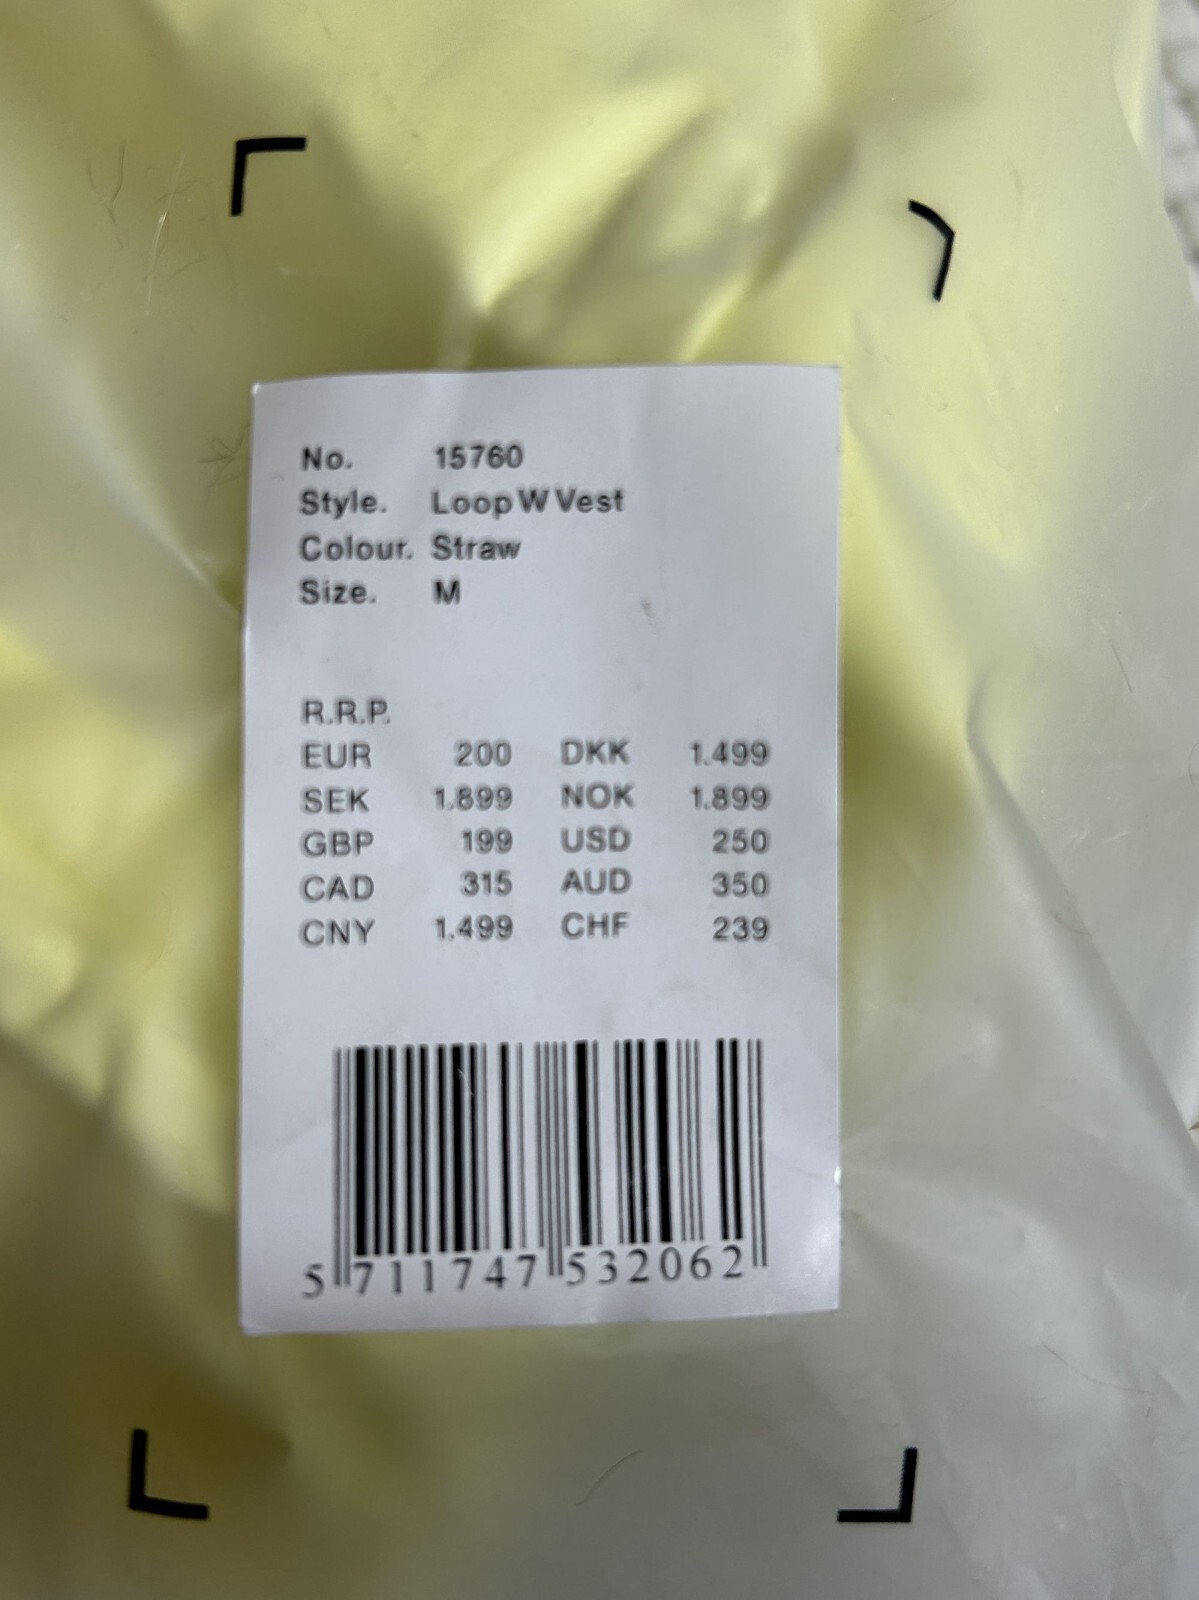 No. 15760
Style. Loop W Vest
Colour. Straw
Size. M
R.R.P.
EUR 200 DKK 1.499
SEK 1.899 NOK 1.899
GBP 199 USD 250
CAD 315 AUD 350
CNY 1.499 CHF 239
5 711747 532062